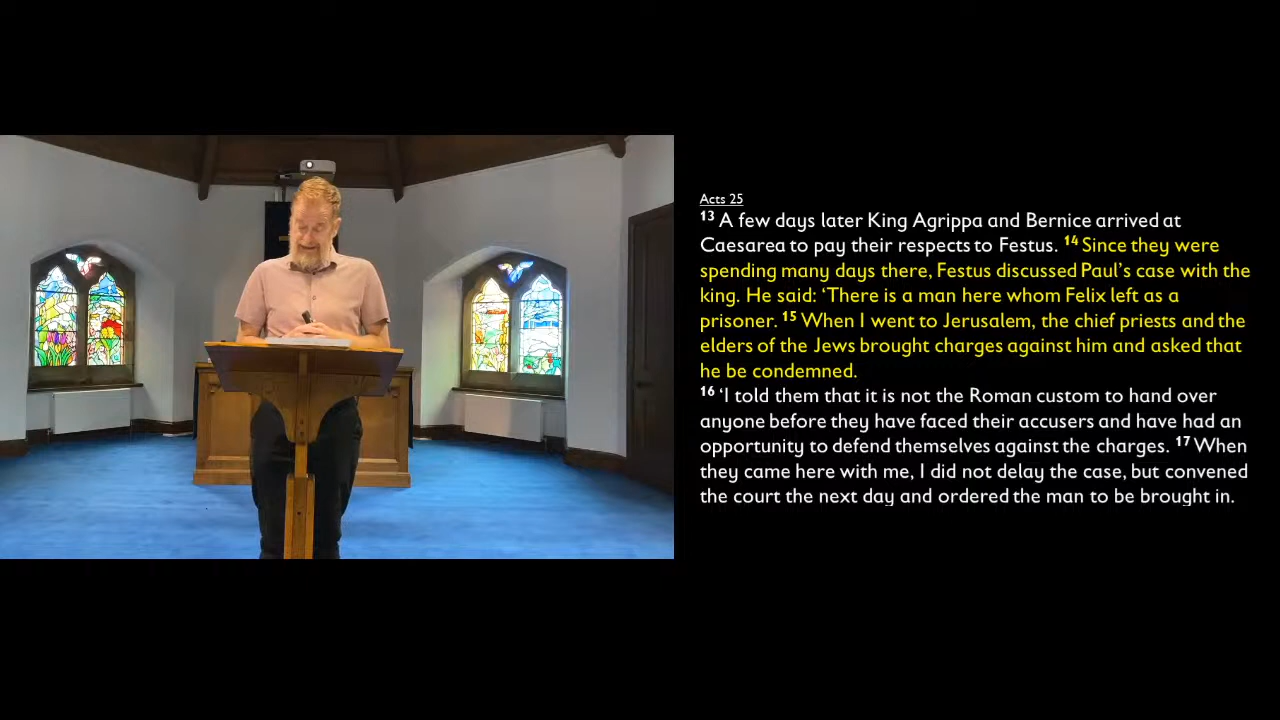 Acts 25
13 A few days later King Agrippa and Bernice arrived at
Caesarea to pay their respects to Festus. 14 Since they were
spending many days there, Festus discussed Paul’s case with the
king. He said: ‘There is a man here whom Felix left as a
prisoner. 15 When I went to Jerusalem, the chief priests and the
elders of the Jews brought charges against him and asked that
he be condemned.
16 ‘I told them that it is not the Roman custom to hand over
anyone before they have faced their accusers and have had an
opportunity to defend themselves against the charges. 17 When
they came here with me, I did not delay the case, but convened
the court the next day and ordered the man to be brought in.